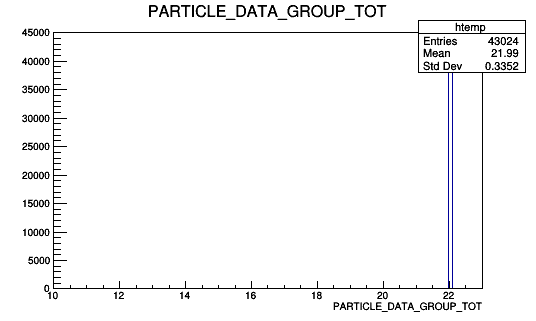 PARTICLE_DATA_GROUP_TOT
htemp
Entries 43024
Mean 21.99
Std Dev 0.3352
45000
40000
35000
30000
25000
20000
15000
10000
5000
0
10 12 14 16 18 20 22
PARTICLE_DATA_GROUP_TOT